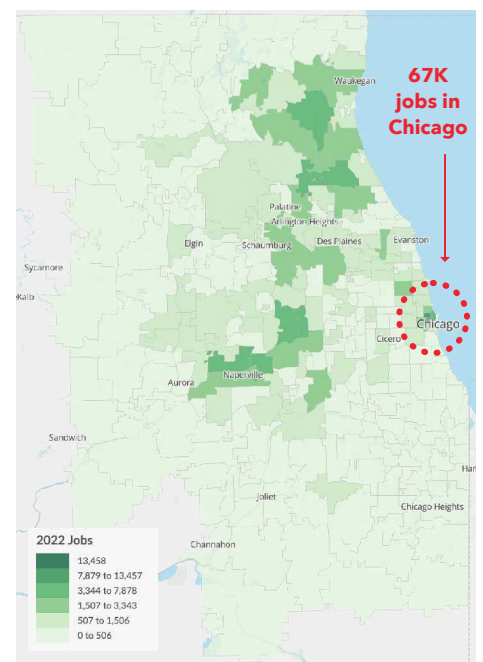 Waukegan
67K
jobs in
Chicago
Palatine
Arlington Heights
Elgin
Schaumburg
Des Plaines
Evanston
Sycamore
Kalb
Chicago
Cicero
Naperville
Aurora
Sandwich
Joliet
Chicago Heights
Channahon
2022 Jobs
13,458
7,879 to 13,457
3,344 to 7,878
1,507 to 3,343
507 to 1,506
0 to 506